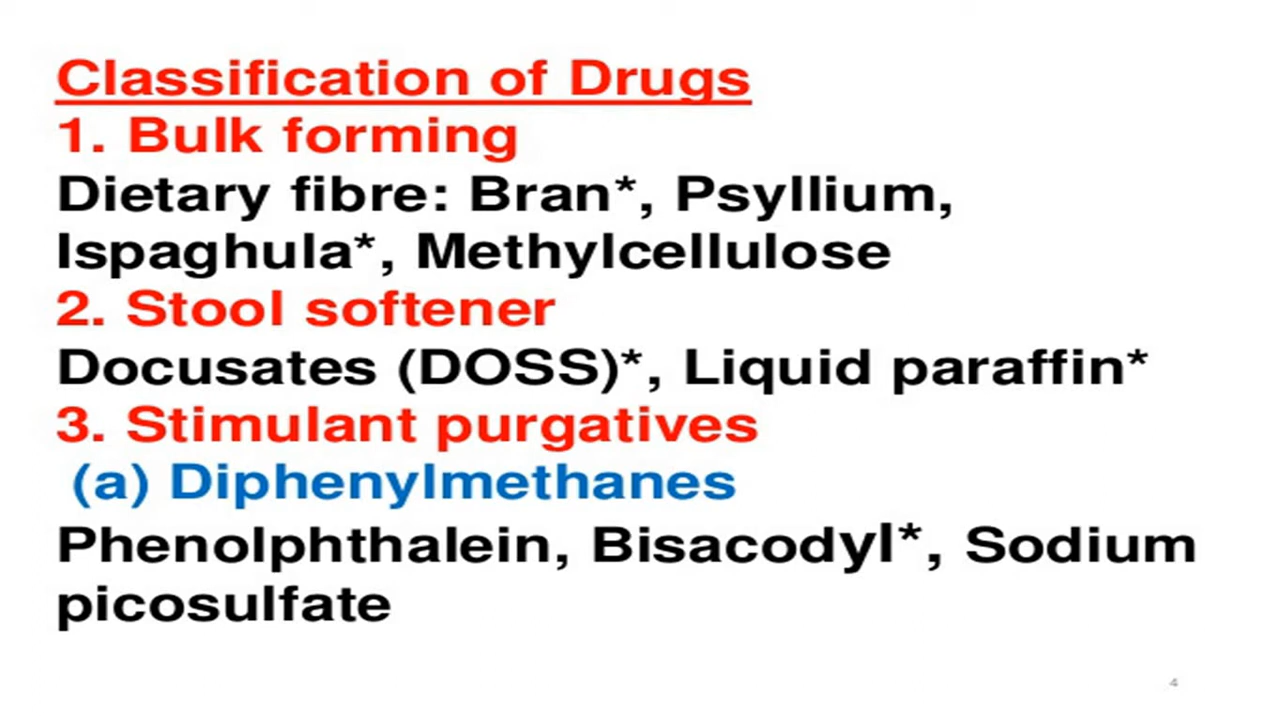 Classification of Drugs
1. Bulk forming
Dietary fibre: Bran*, Psyllium,
Ispaghula*, Methylcellulose
2. Stool softener
Docusates (DOSS)*, Liquid paraffin*
3. Stimulant purgatives
(a) Diphenylmethanes
Phenolphthalein, Bisacodyl*, Sodium
picosulfate
4